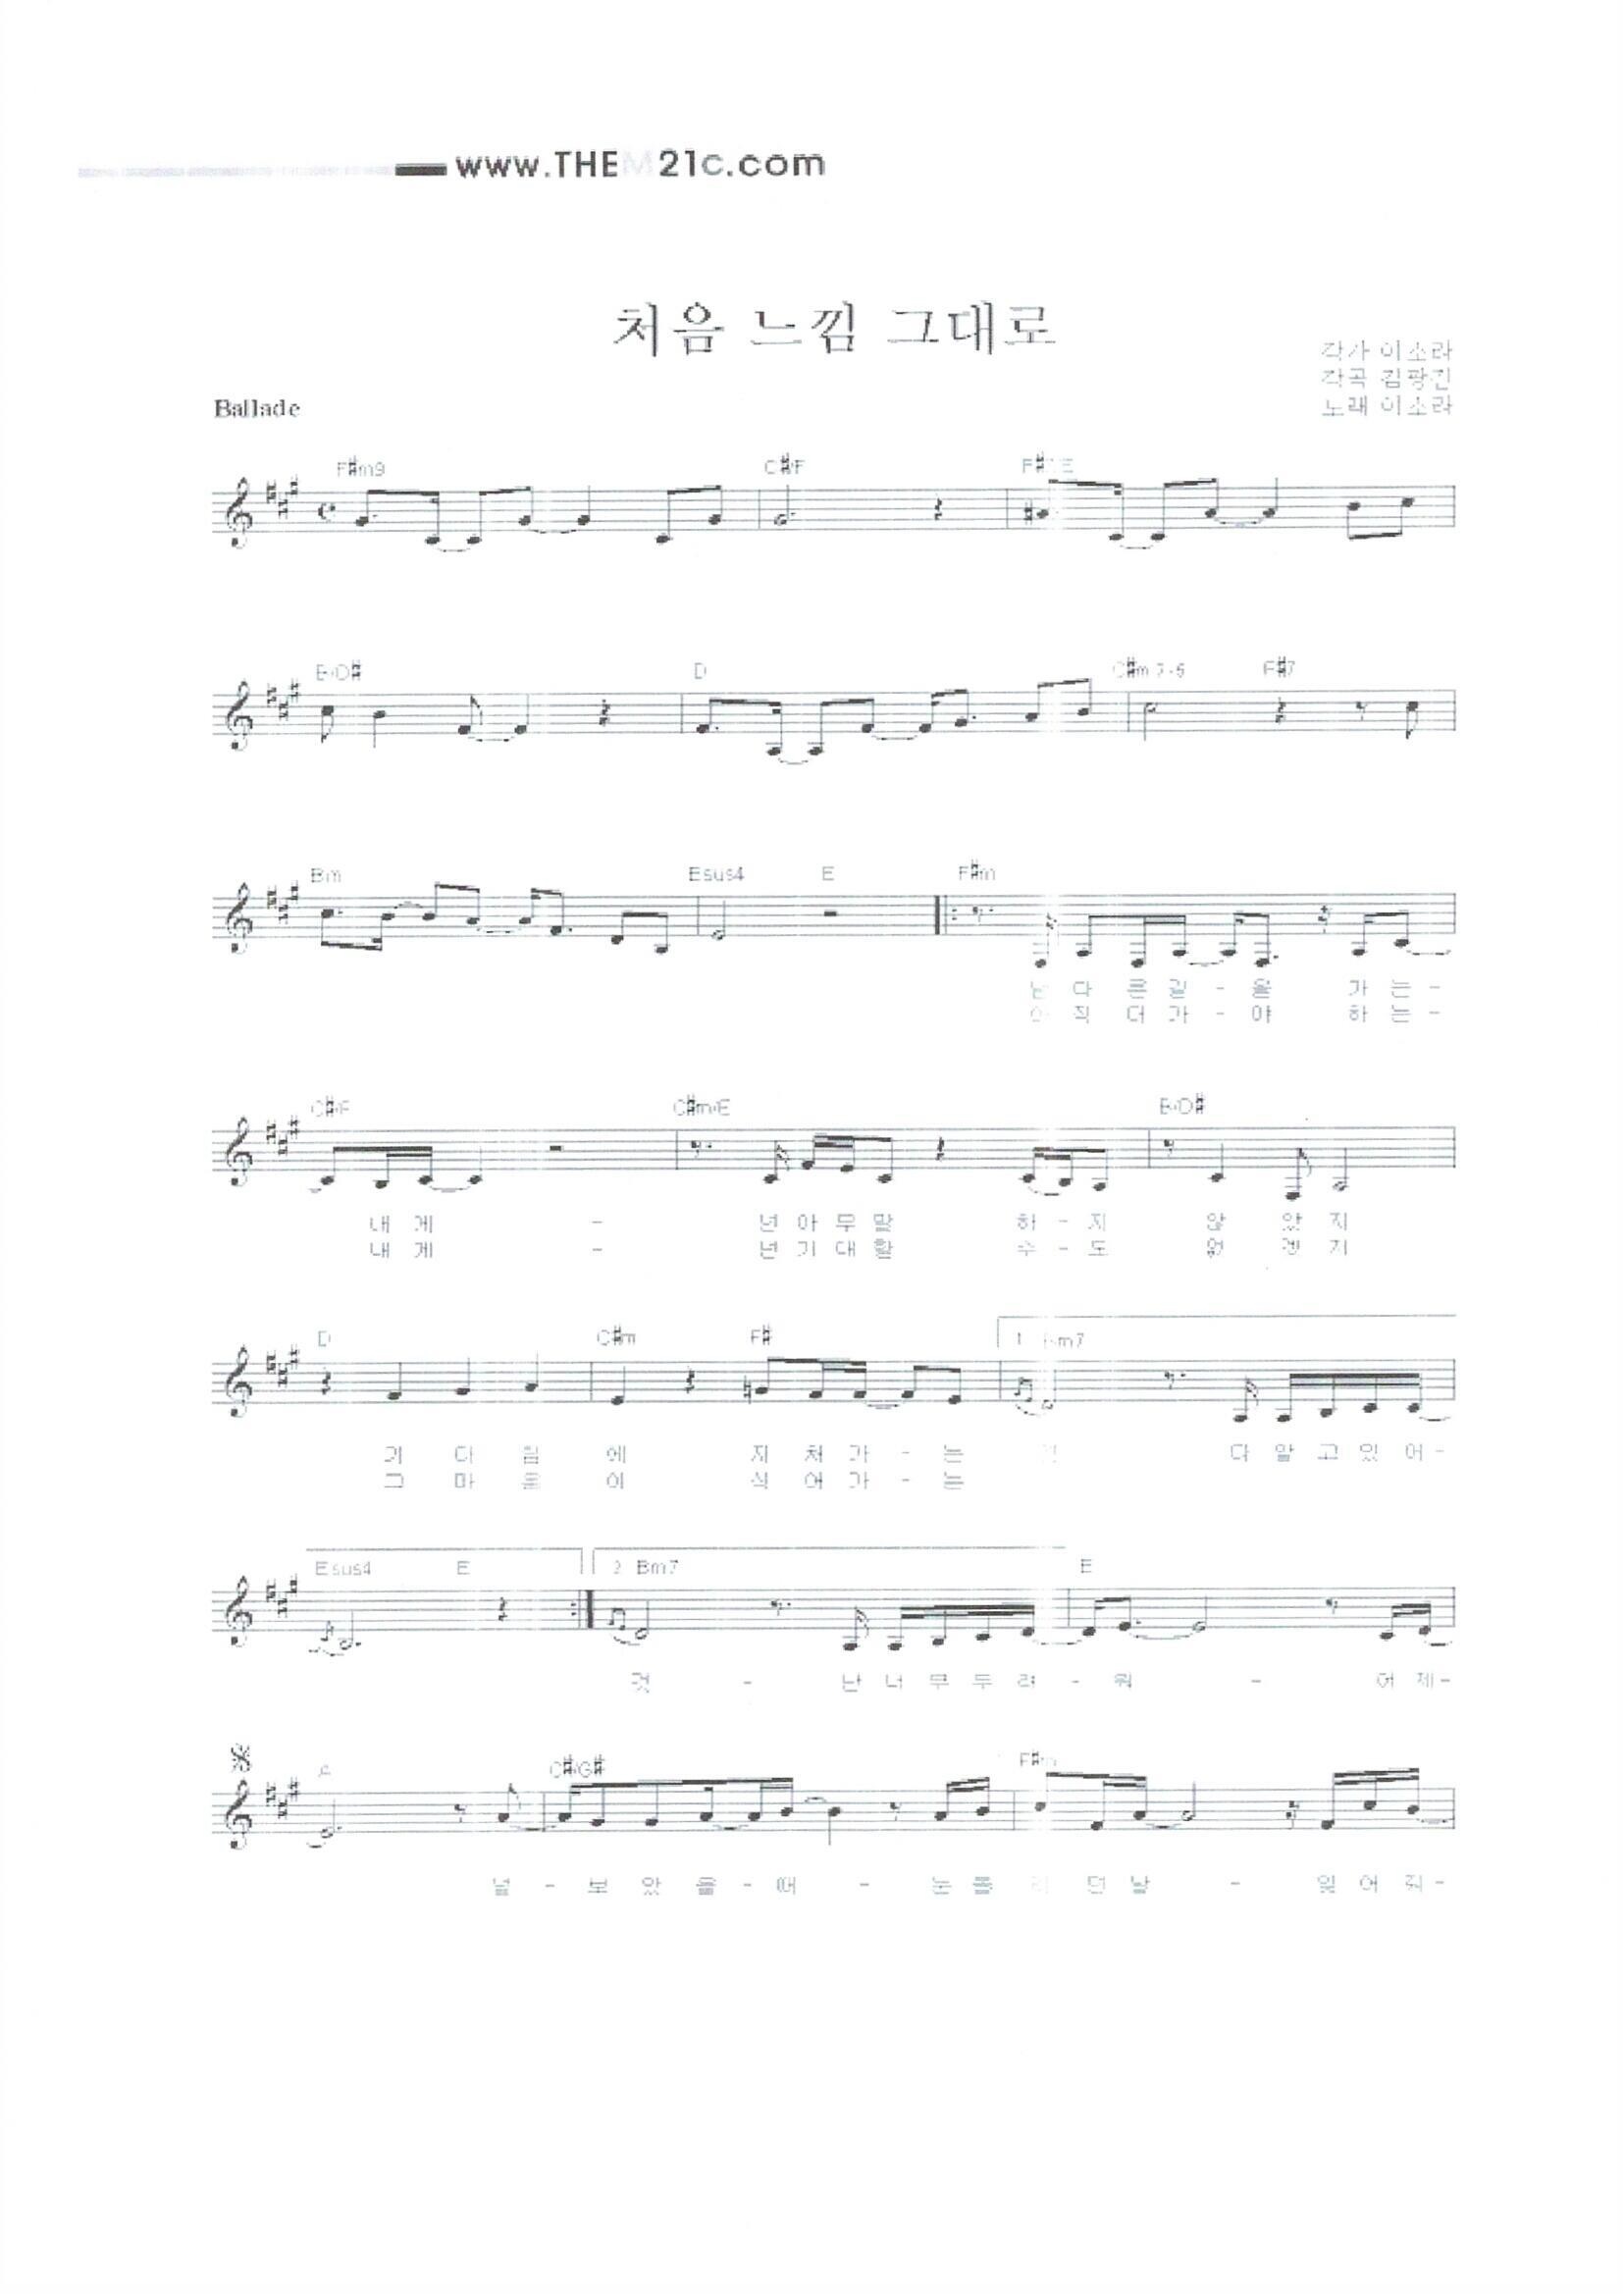 www.THEM21c.com
처음 느낌 그대로
작사 이소라
작곡 김광진
노래 이소라
Ballade
F#m9 C#/F F#/E
B/D# D C#m7-5 F#7
Bm Esus4 E F#m
남 다 른 길 - 을 가 는 -
아 직 더 가 - 야 하 는 -
C#/F C#m/E B/D#
내 게 - 넌 아 무 말 하 - 지 않 았 지
내 게 - 넌 기 대 할 수 - 도 없 겠 지
D C#m F# 1. Bm7
기 다 림 에 지 쳐 가 - 는 다 알 고 있 어 -
그 마 음 이 식 어 가 - 는
Esus4 E 2. Bm7 E
것 - 난 너 무 두 려 - 워 - 어 제 -
A C#/G# F#m
널 - 보 았 을 - 때 - 눈 돌 리 던 날 - 잊 어 줘 -